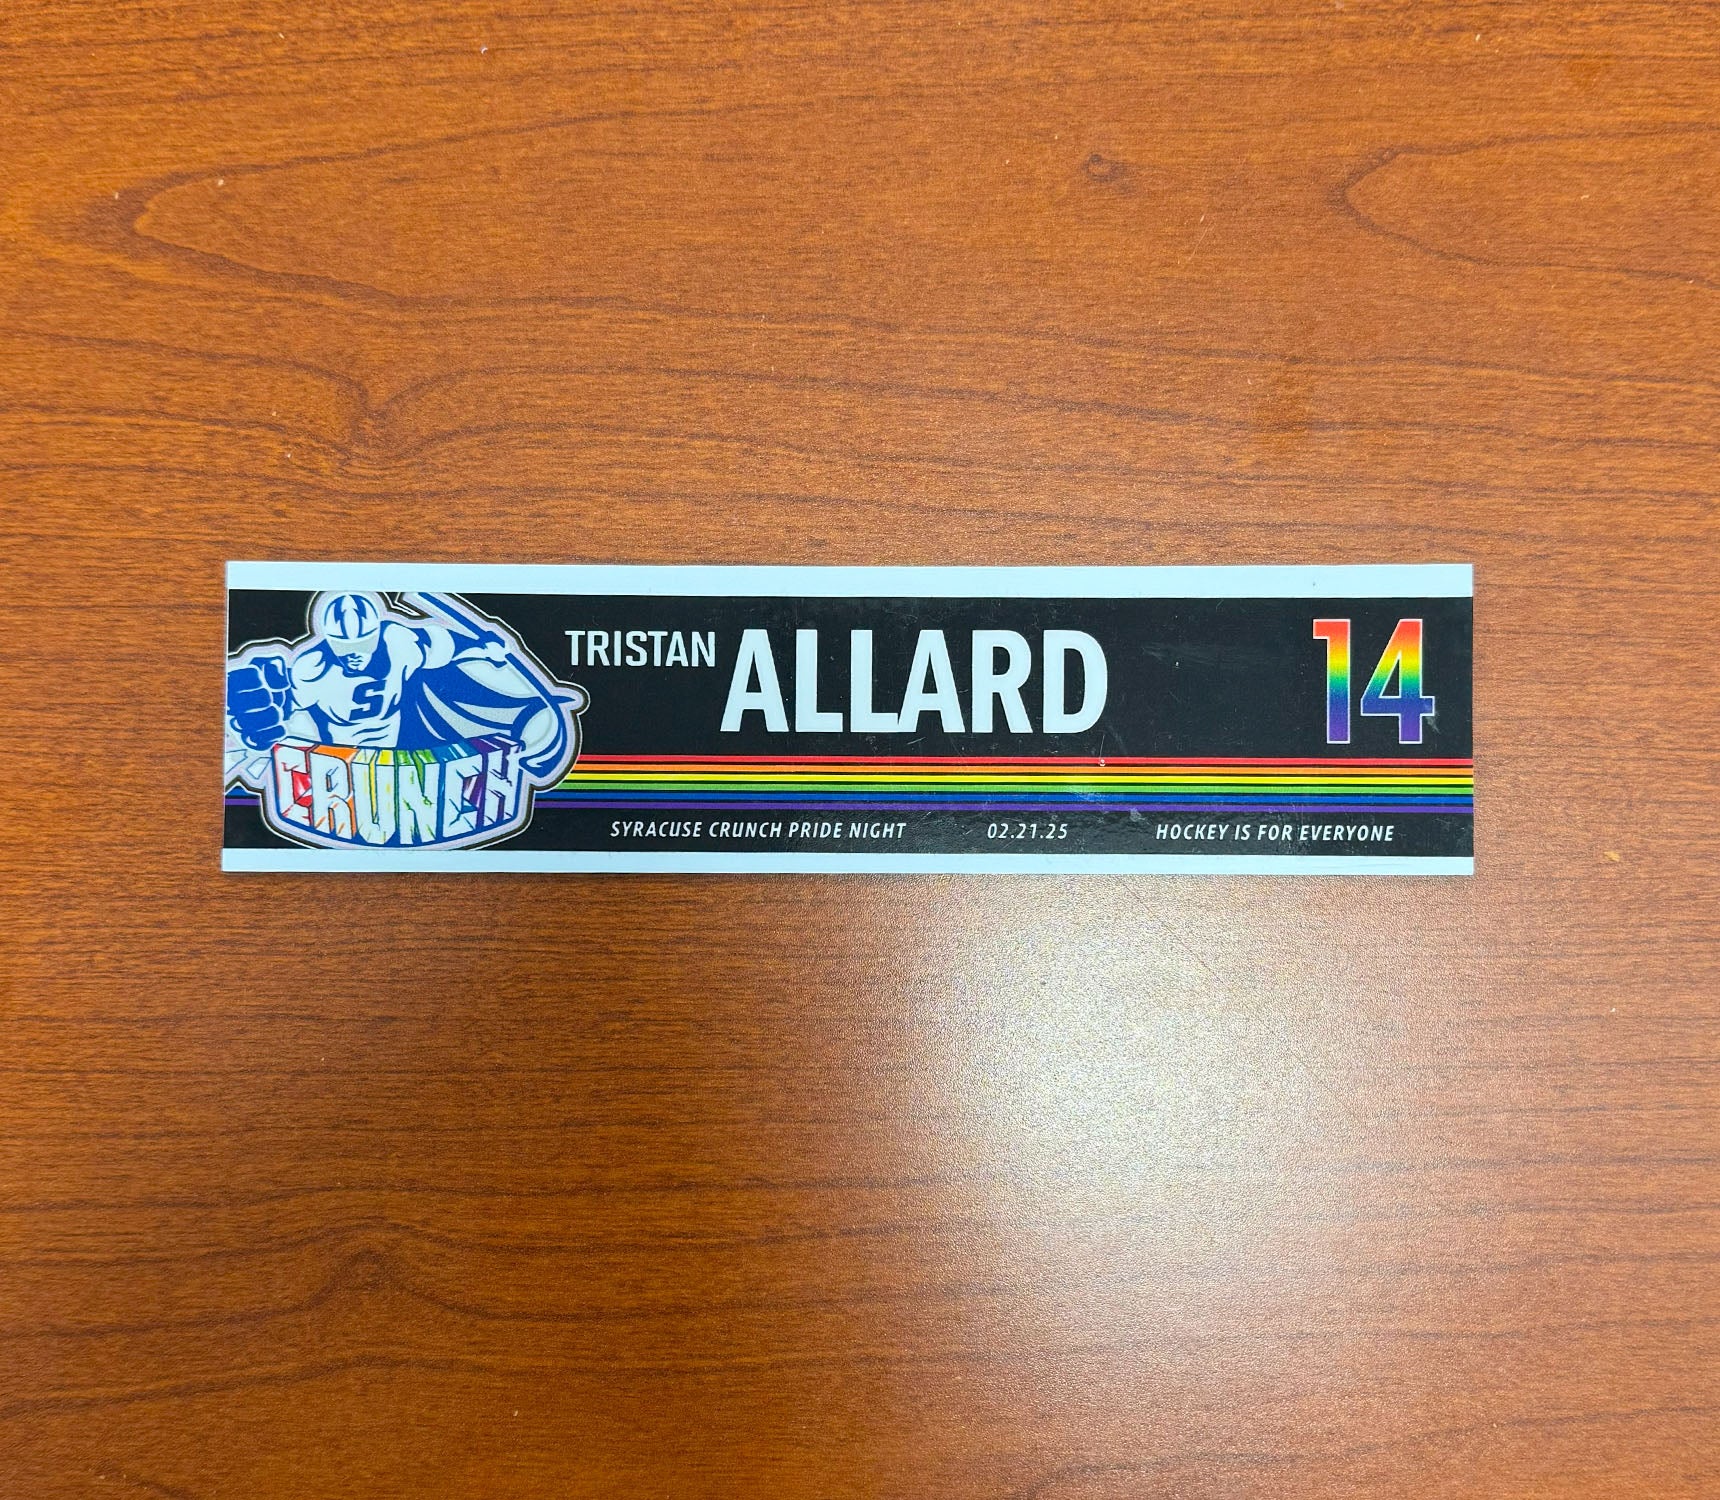 TRISTAN ALLARD 14
S
CRUNCH
SYRACUSE CRUNCH PRIDE NIGHT 02.21.25 HOCKEY IS FOR EVERYONE